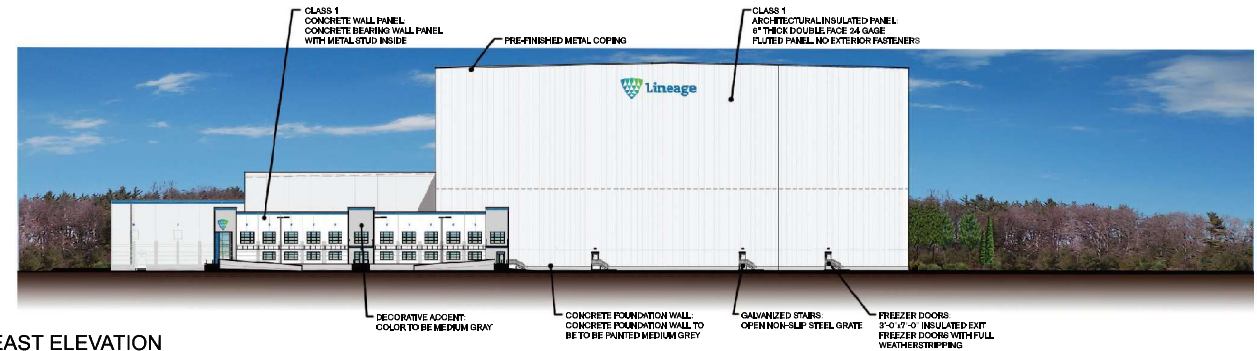 CLASS 1
CONCRETE WALL PANEL:
CONCRETE BEARING WALL PANEL
WITH METAL STUD INSIDE
PRE-FINISHED METAL COPING
CLASS 1
ARCHITECTURAL INSULATED PANEL:
6" THICK DOUBLE FACE 24 GAGE
FLUTED PANEL. NO EXTERIOR FASTENERS
Lineage
DECORATIVE ACCENT:
COLOR TO BE MEDIUM GRAY
CONCRETE FOUNDATION WALL:
CONCRETE FOUNDATION WALL TO
BE TO BE PAINTED MEDIUM GREY
GALVANIZED STAIRS:
OPEN NON-SLIP STEEL GRATE
FREEZER DOORS:
3'-0"x7'-0" INSULATED EXIT
FREEZER DOORS WITH FULL
WEATHERSTRIPPING
EAST ELEVATION